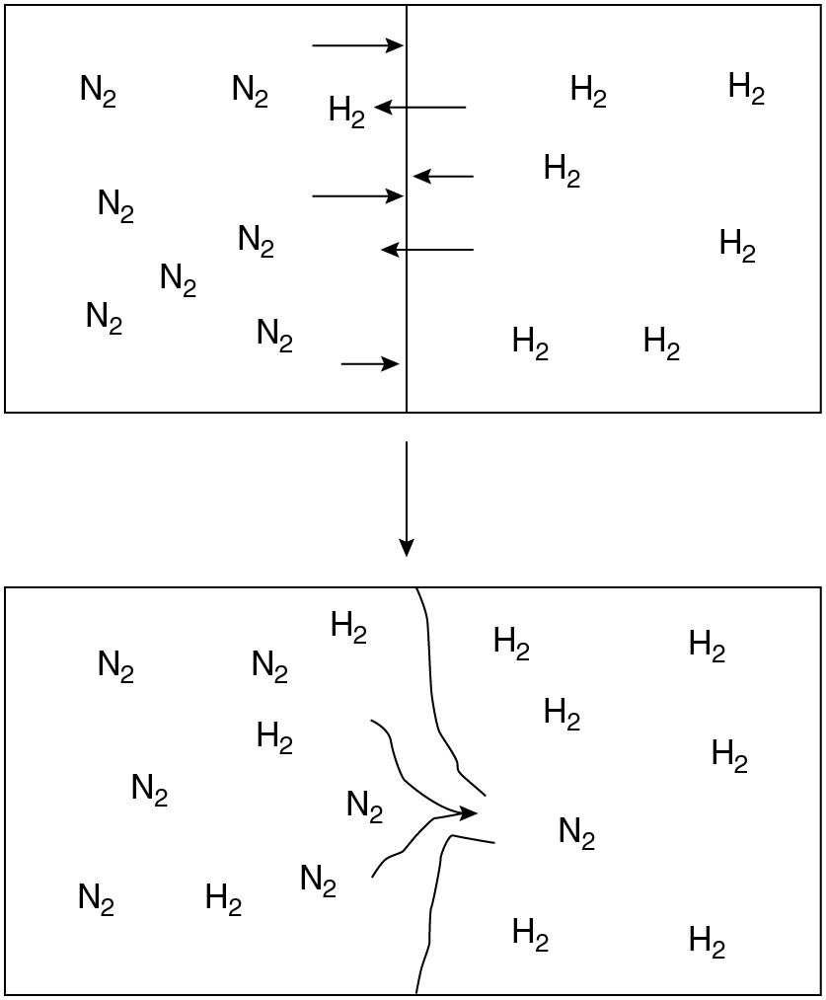 N₂ N₂ H₂ H₂ H₂
H₂
N₂ N₂ H₂
N₂
N₂ N₂ H₂ H₂
H₂ H₂ H₂
N₂ N₂
H₂ H₂ H₂
N₂ N₂ N₂
N₂ H₂ N₂
H₂ H₂